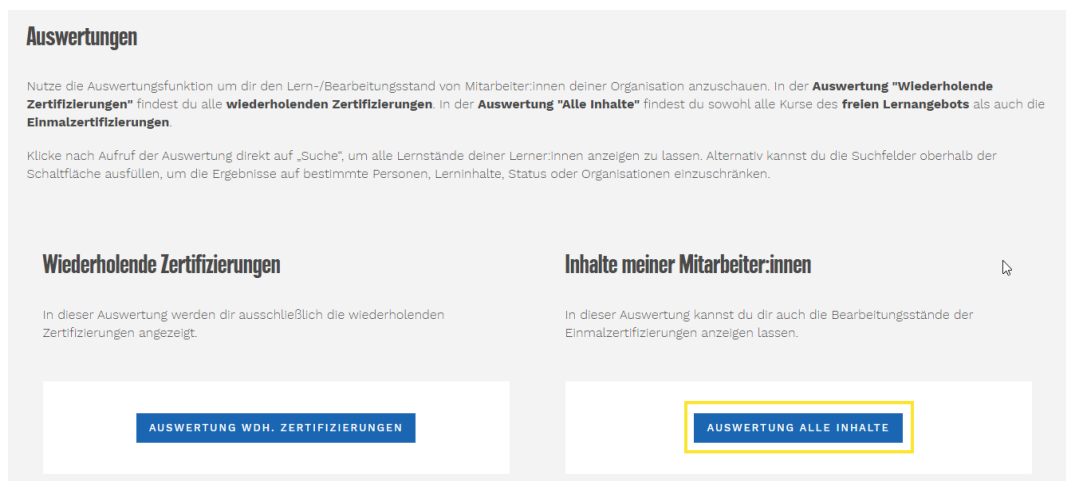 Auswertungen
Nutze die Auswertungsfunktion um dir den Lern-/Bearbeitungsstand von Mitarbeiter:innen deiner Organisation anzuschauen. In der Auswertung "Wiederholende
Zertifizierungen" findest du alle wiederholenden Zertifizierungen. In der Auswertung "Alle Inhalte" findest du sowohl alle Kurse des freien Lernangebots als auch die
Einmalzertifizierungen.
Klicke nach Aufruf der Auswertung direkt auf „Suche", um alle Lernstände deiner Lerner:innen anzeigen zu lassen. Alternativ kannst du die Suchfelder oberhalb der
Schaltfläche ausfüllen, um die Ergebnisse auf bestimmte Personen, Lerninhalte, Status oder Organisationen einzuschränken.
Wiederholende Zertifizierungen
In dieser Auswertung werden dir ausschließlich die wiederholenden
Zertifizierungen angezeigt.
AUSWERTUNG WDH. ZERTIFIZIERUNGEN
Inhalte meiner Mitarbeiter:innen
In dieser Auswertung kannst du dir auch die Bearbeitungsstände der
Einmalzertifizierungen anzeigen lassen.
AUSWERTUNG ALLE INHALTE